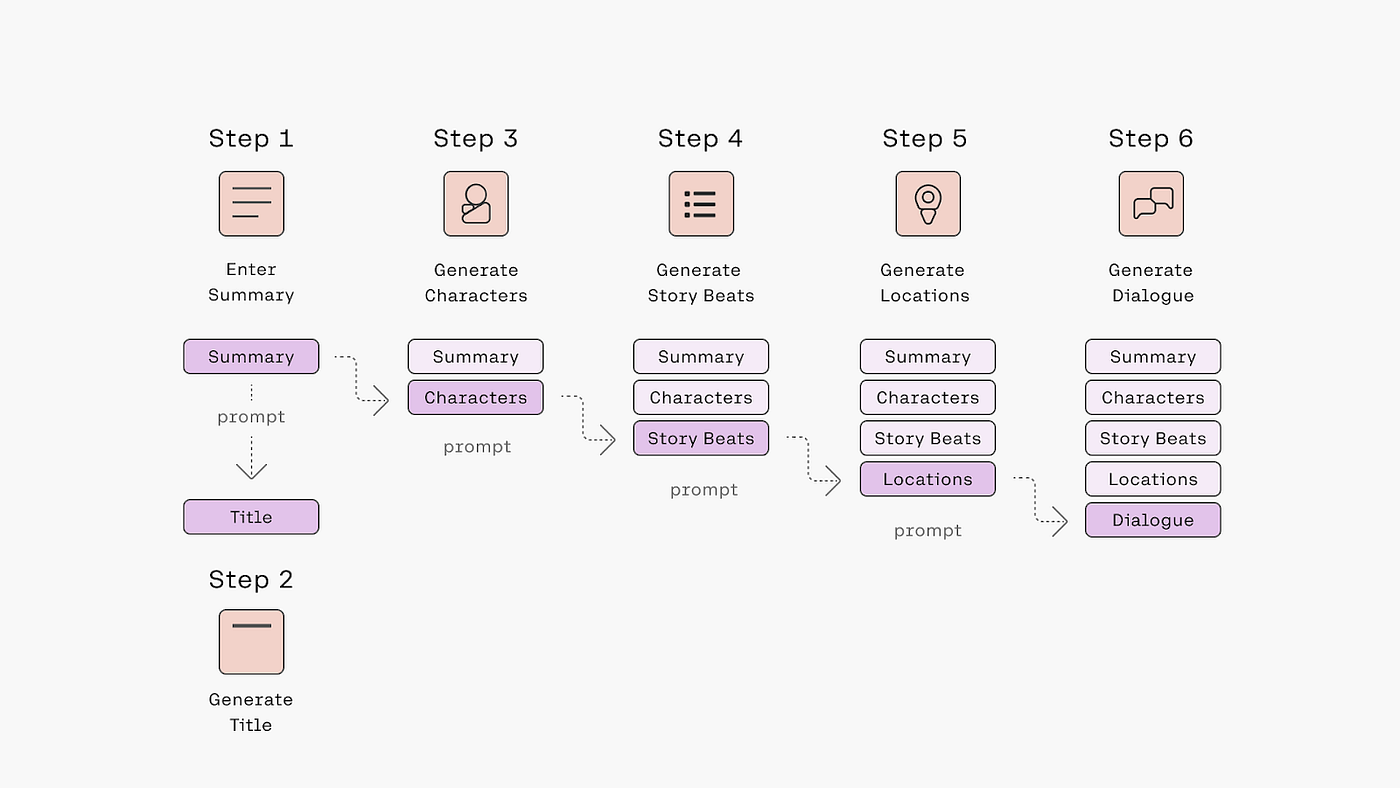 Step 1
Enter
Summary
Summary
prompt
Title
Step 2
Generate
Title
Step 3
Generate
Characters
Summary
Characters
prompt
Step 4
Generate
Story Beats
Summary
Characters
Story Beats
prompt
Step 5
Generate
Locations
Summary
Characters
Story Beats
Locations
prompt
Step 6
Generate
Dialogue
Summary
Characters
Story Beats
Locations
Dialogue